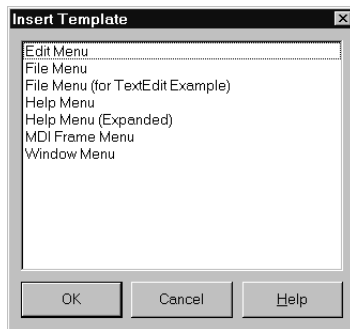 Insert Template
Edit Menu
File Menu
File Menu (for TextEdit Example)
Help Menu
Help Menu (Expanded)
MDI Frame Menu
Window Menu
OK
Cancel
Help